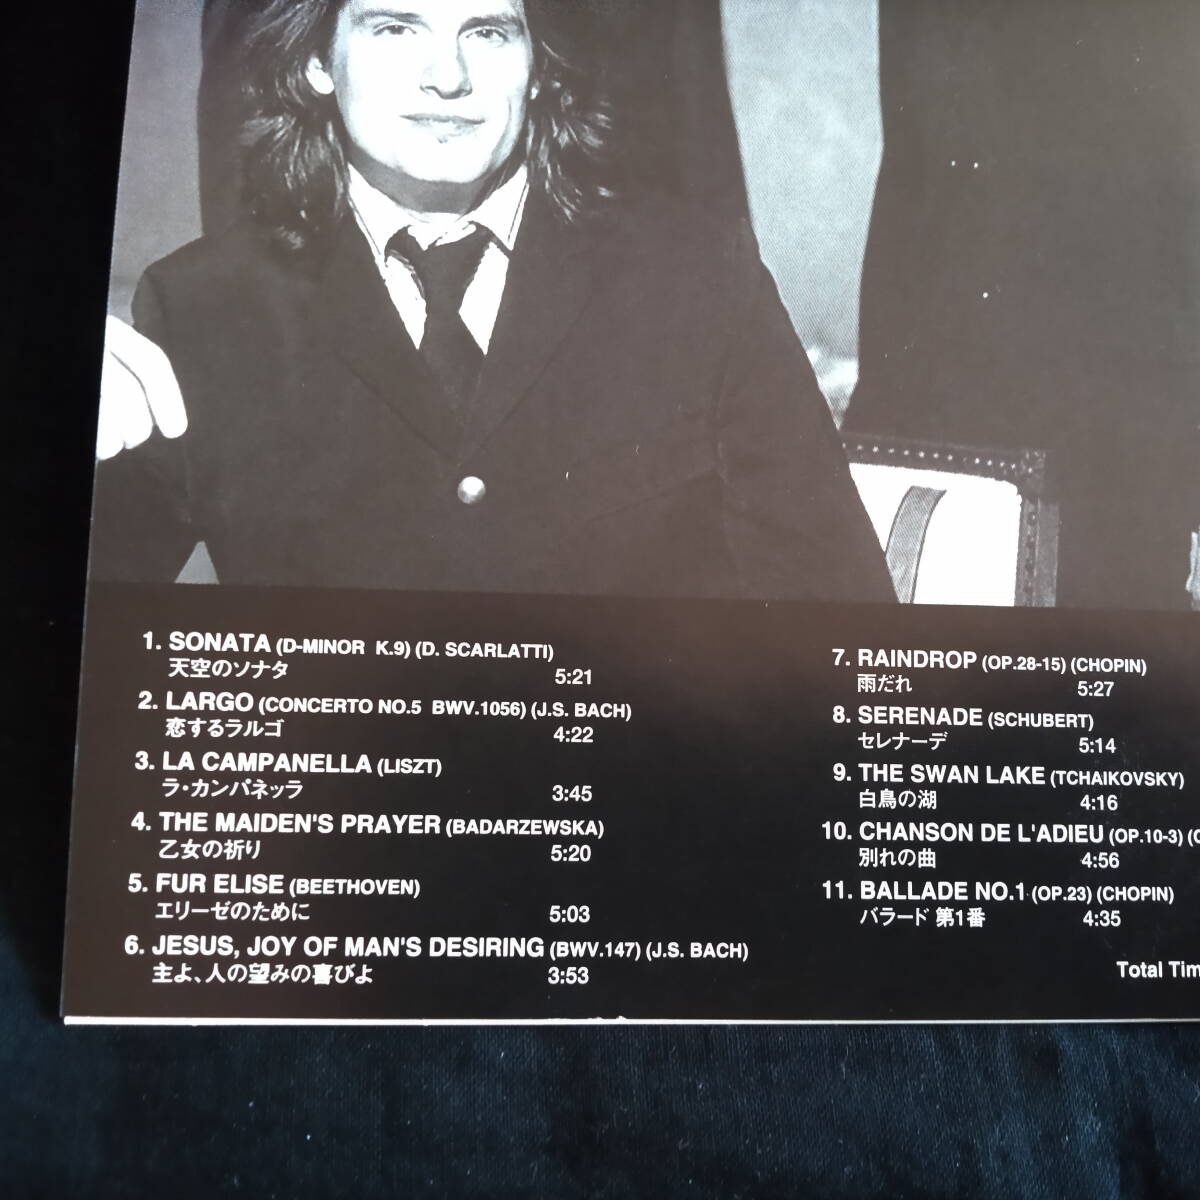 1. SONATA (D-MINOR K.9) (D. SCARLATTI)
天空のソナタ 5:21
2. LARGO (CONCERTO NO.5 BWV.1056) (J.S. BACH)
恋するラルゴ 4:22
3. LA CAMPANELLA (LISZT)
ラ・カンパネッラ 3:45
4. THE MAIDEN'S PRAYER (BADARZEWSKA)
乙女の祈り 5:20
5. FUR ELISE (BEETHOVEN)
エリーゼのために 5:03
6. JESUS, JOY OF MAN'S DESIRING (BWV.147) (J.S. BACH)
主よ、人の望みの喜びよ 3:53
7. RAINDROP (OP.28-15) (CHOPIN)
雨だれ 5:27
8. SERENADE (SCHUBERT)
セレナーデ 5:14
9. THE SWAN LAKE (TCHAIKOVSKY)
白鳥の湖 4:16
10. CHANSON DE L'ADIEU (OP.10-3)
別れの曲 4:56
11. BALLADE NO.1 (OP.23) (CHOPIN)
バラード 第1番 4:35
Total